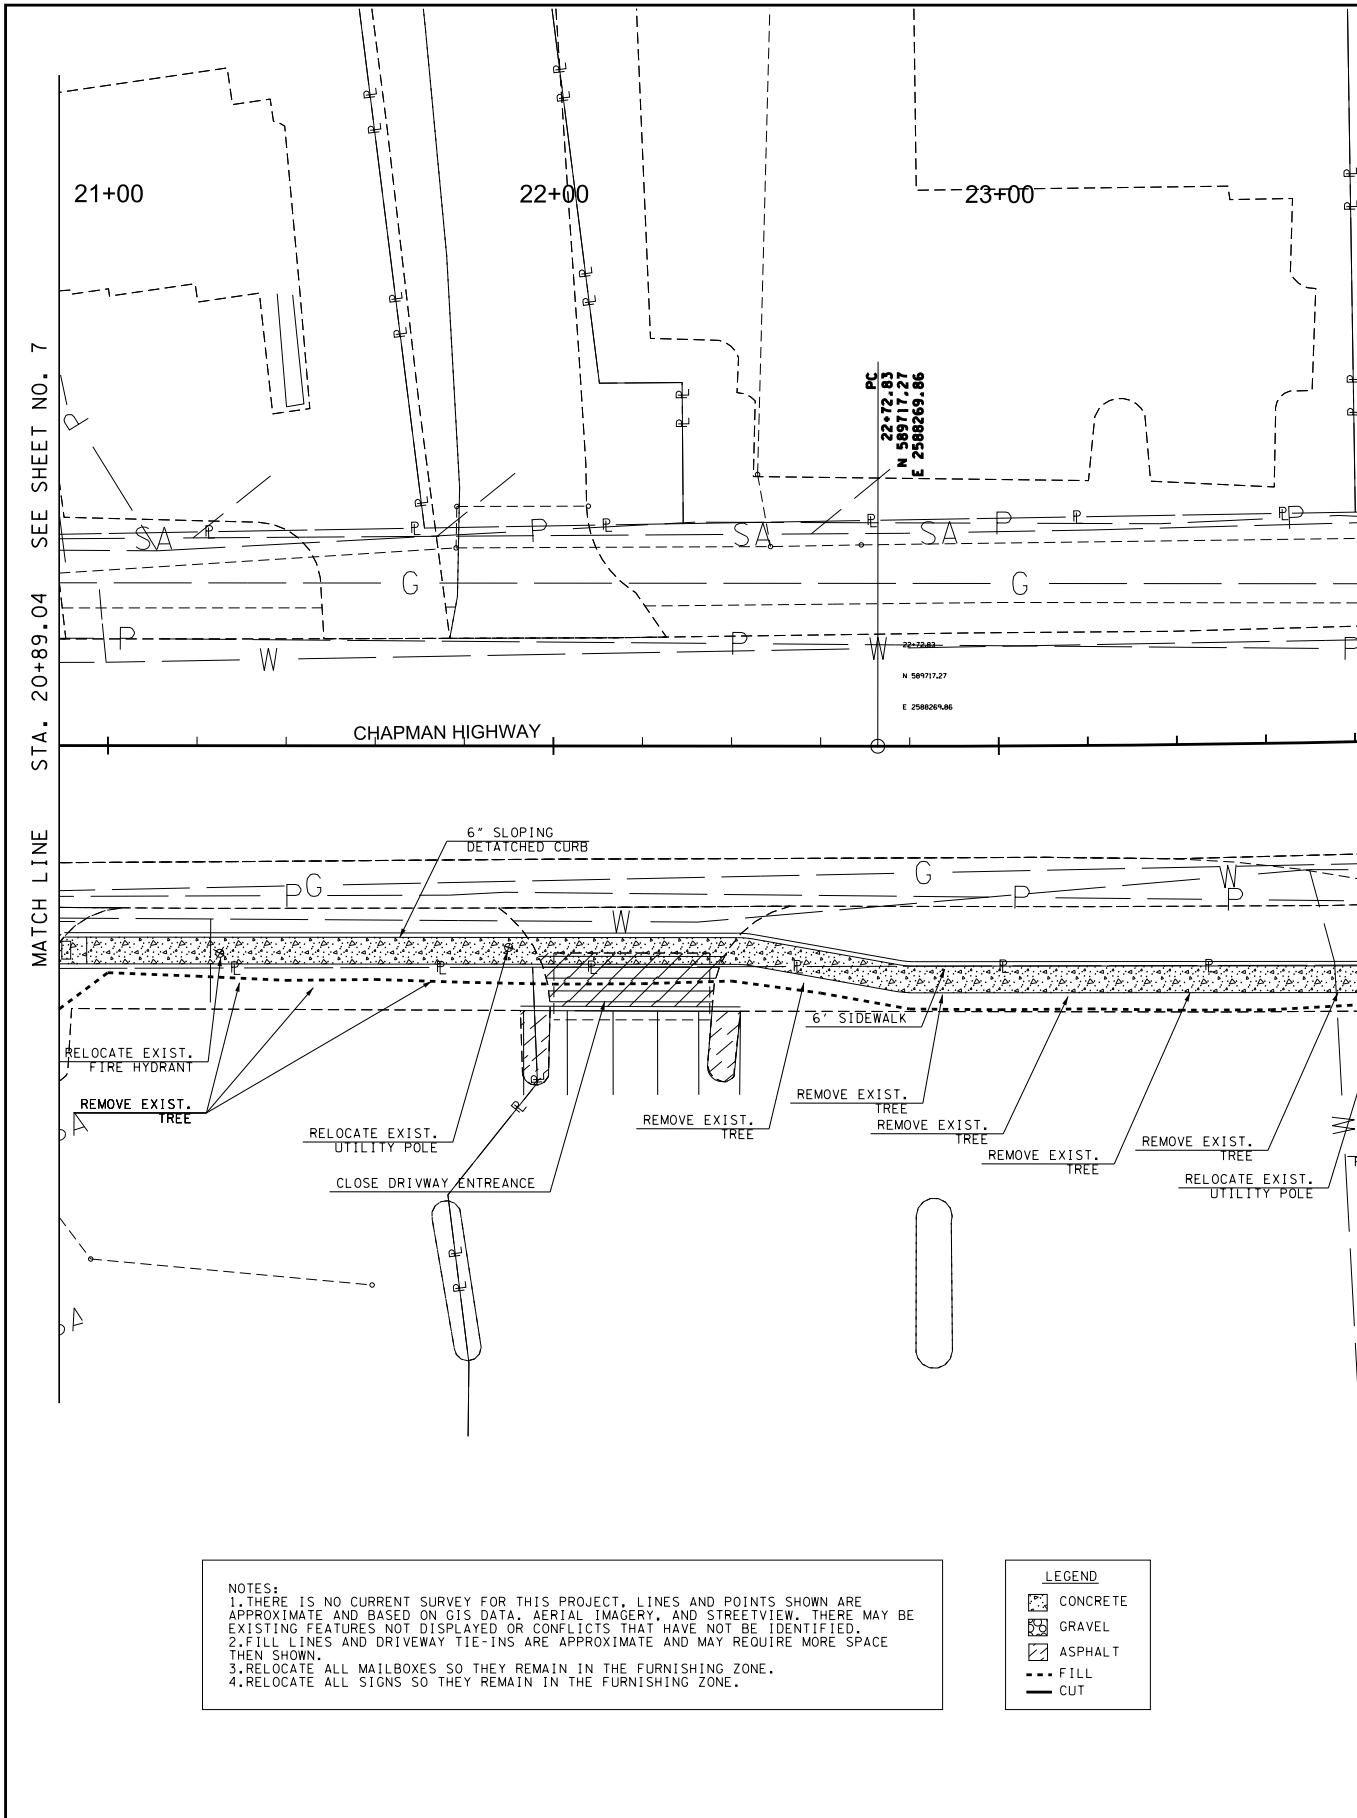 21+00
22+00
23+00
MATCH LINE STA. 20+89.04 SEE SHEET NO. 7
PC
22+72.83
N 589717.27
E 2588269.86
P
SA
P
SA
SA
P
P
G
G
P
W
P
W
P
22+72.83
N 589717.27
E 2588269.86
CHAPMAN HIGHWAY
6" SLOPING
DETATCHED CURB
P
G
G
W
W
P
P
6' SIDEWALK
RELOCATE EXIST.
FIRE HYDRANT
REMOVE EXIST.
TREE
RELOCATE EXIST.
UTILITY POLE
CLOSE DRIVWAY ENTREANCE
REMOVE EXIST.
TREE
REMOVE EXIST.
TREE
REMOVE EXIST.
TREE
REMOVE EXIST.
TREE
REMOVE EXIST.
TREE
RELOCATE EXIST.
UTILITY POLE
W
NOTES:
1.THERE IS NO CURRENT SURVEY FOR THIS PROJECT. LINES AND POINTS SHOWN ARE
APPROXIMATE AND BASED ON GIS DATA. AERIAL IMAGERY, AND STREETVIEW. THERE MAY BE
EXISTING FEATURES NOT DISPLAYED OR CONFLICTS THAT HAVE NOT BE IDENTIFIED.
2.FILL LINES AND DRIVEWAY TIE-INS ARE APPROXIMATE AND MAY REQUIRE MORE SPACE
THEN SHOWN.
3.RELOCATE ALL MAILBOXES SO THEY REMAIN IN THE FURNISHING ZONE.
4.RELOCATE ALL SIGNS SO THEY REMAIN IN THE FURNISHING ZONE.
LEGEND
CONCRETE
GRAVEL
ASPHALT
FILL
CUT